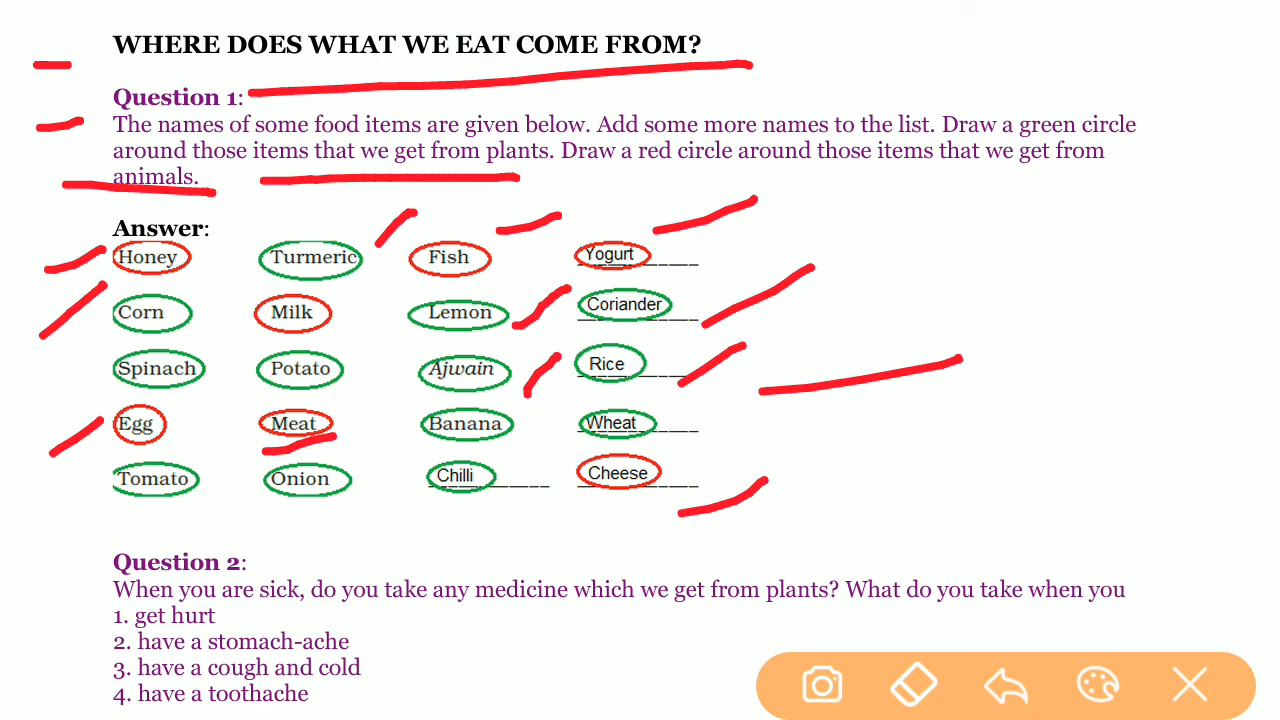 WHERE DOES WHAT WE EAT COME FROM?
Question 1:
The names of some food items are given below. Add some more names to the list. Draw a green circle
around those items that we get from plants. Draw a red circle around those items that we get from
animals.
Answer:
Honey Turmeric Fish Yogurt
Corn Milk Lemon Coriander
Spinach Potato Ajwain Rice
Egg Meat Banana Wheat
Tomato Onion Chilli Cheese
Question 2:
When you are sick, do you take any medicine which we get from plants? What do you take when you
1. get hurt
2. have a stomach-ache
3. have a cough and cold
4. have a toothache